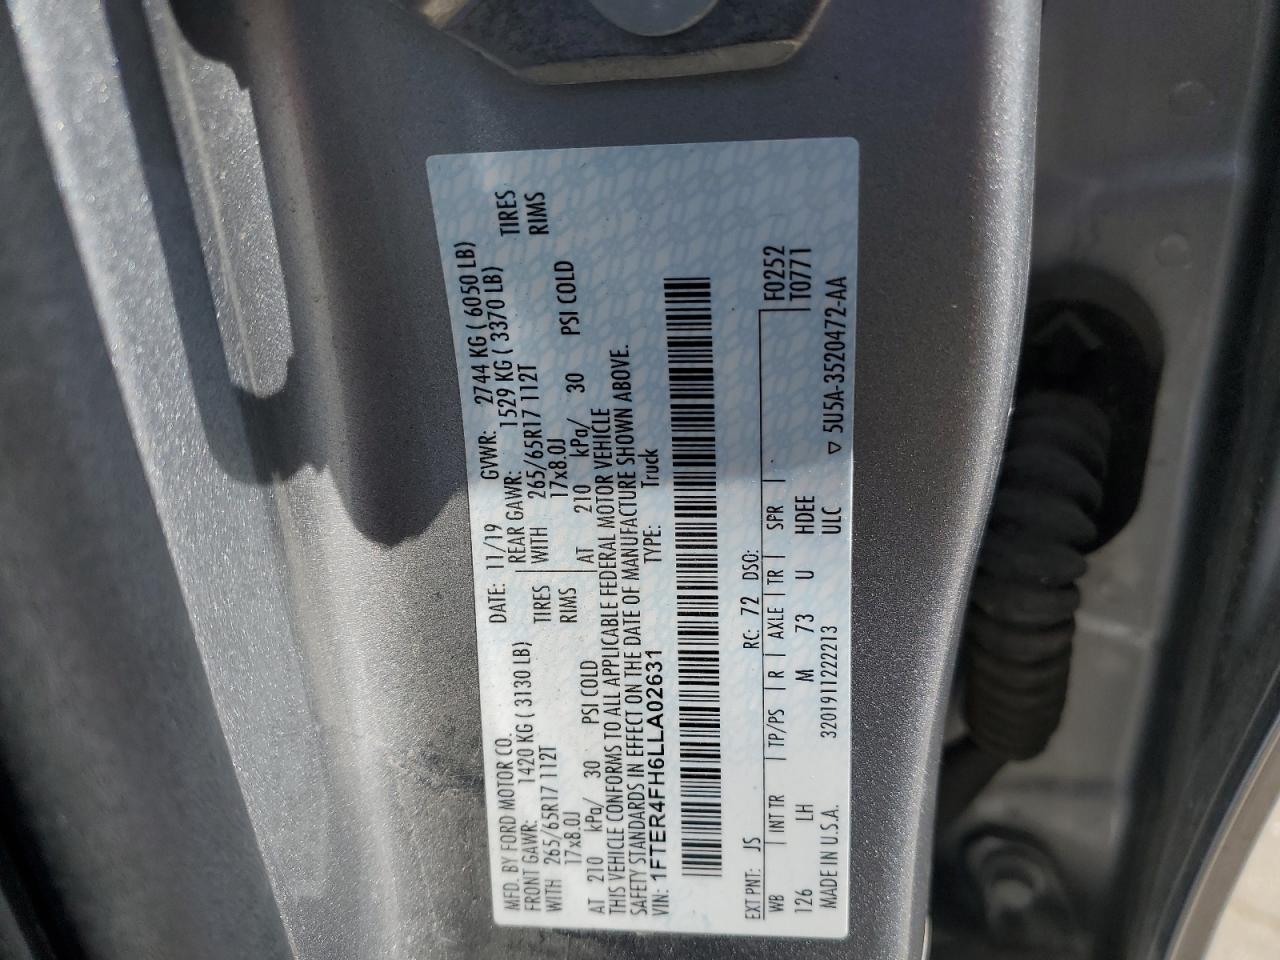 MFD. BY FORD MOTOR CO.
DATE: 11/19 GVWR: 2744 KG ( 6050 LB)
FRONT GAWR: 1420 KG ( 3130 LB) REAR GAWR: 1529 KG ( 3370 LB)
WITH 265/65R17 112T TIRES WITH 265/65R17 112T TIRES
17x8.0J RIMS 17x8.0J RIMS
AT 210 kPa/ 30 PSI COLD AT 210 kPa/ 30 PSI COLD
THIS VEHICLE CONFORMS TO ALL APPLICABLE FEDERAL MOTOR VEHICLE
SAFETY STANDARDS IN EFFECT ON THE DATE OF MANUFACTURE SHOWN ABOVE.
VIN: 1FTER4FH6LLA02631 TYPE: Truck
EXT PNT: JS RC: 72 DSO: F0252
WB INT TR TP/PS R AXLE TR SPR T0771
126 LH M 73 U HDEE
MADE IN U.S.A. 3201911222213 ULC ▽ 5U5A-3520472-AA